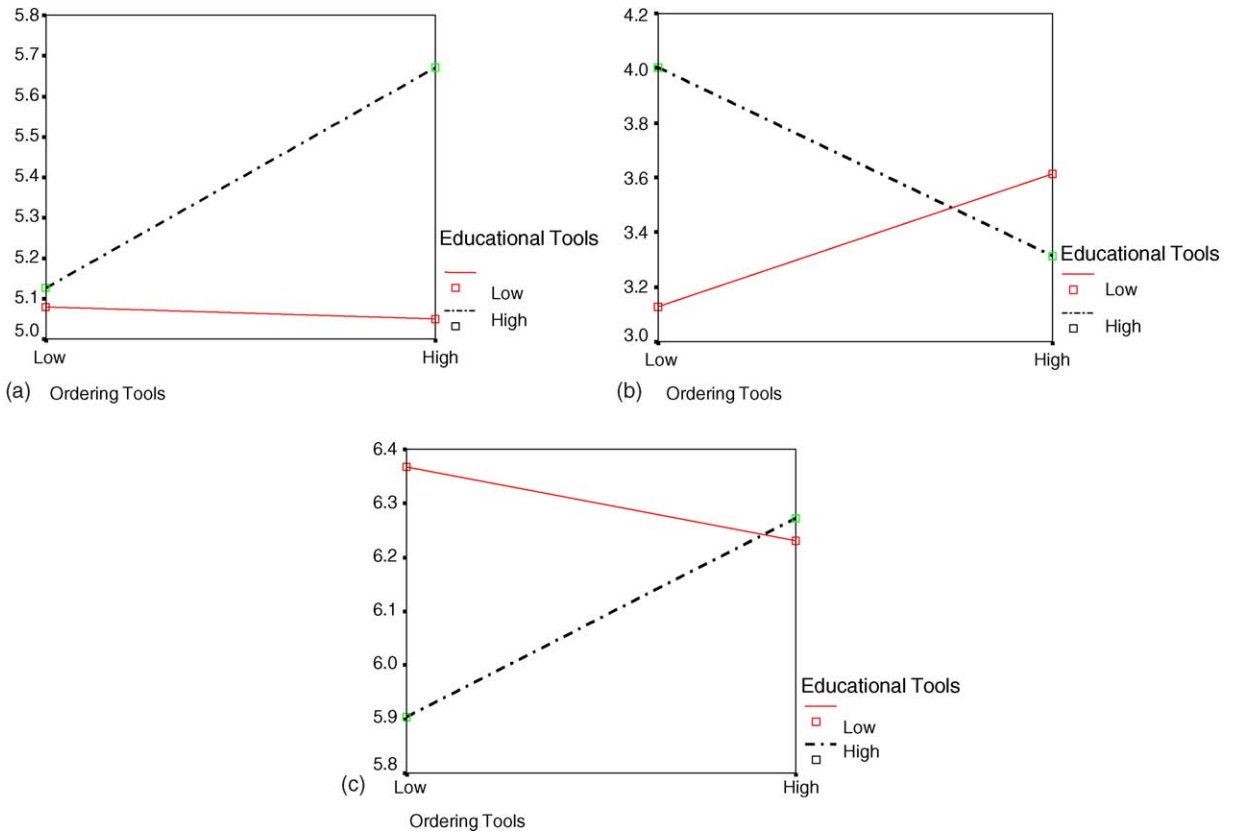 5.8
5.7
5.6
5.5
5.4
5.3
5.2
5.1
5.0
Low High
Educational Tools
Low
High
(a) Ordering Tools
4.2
4.0
3.8
3.6
3.4
3.2
3.0
Low High
Educational Tools
Low
High
(b) Ordering Tools
6.4
6.3
6.2
6.1
6.0
5.9
5.8
Low High
Educational Tools
Low
High
(c)
Ordering Tools